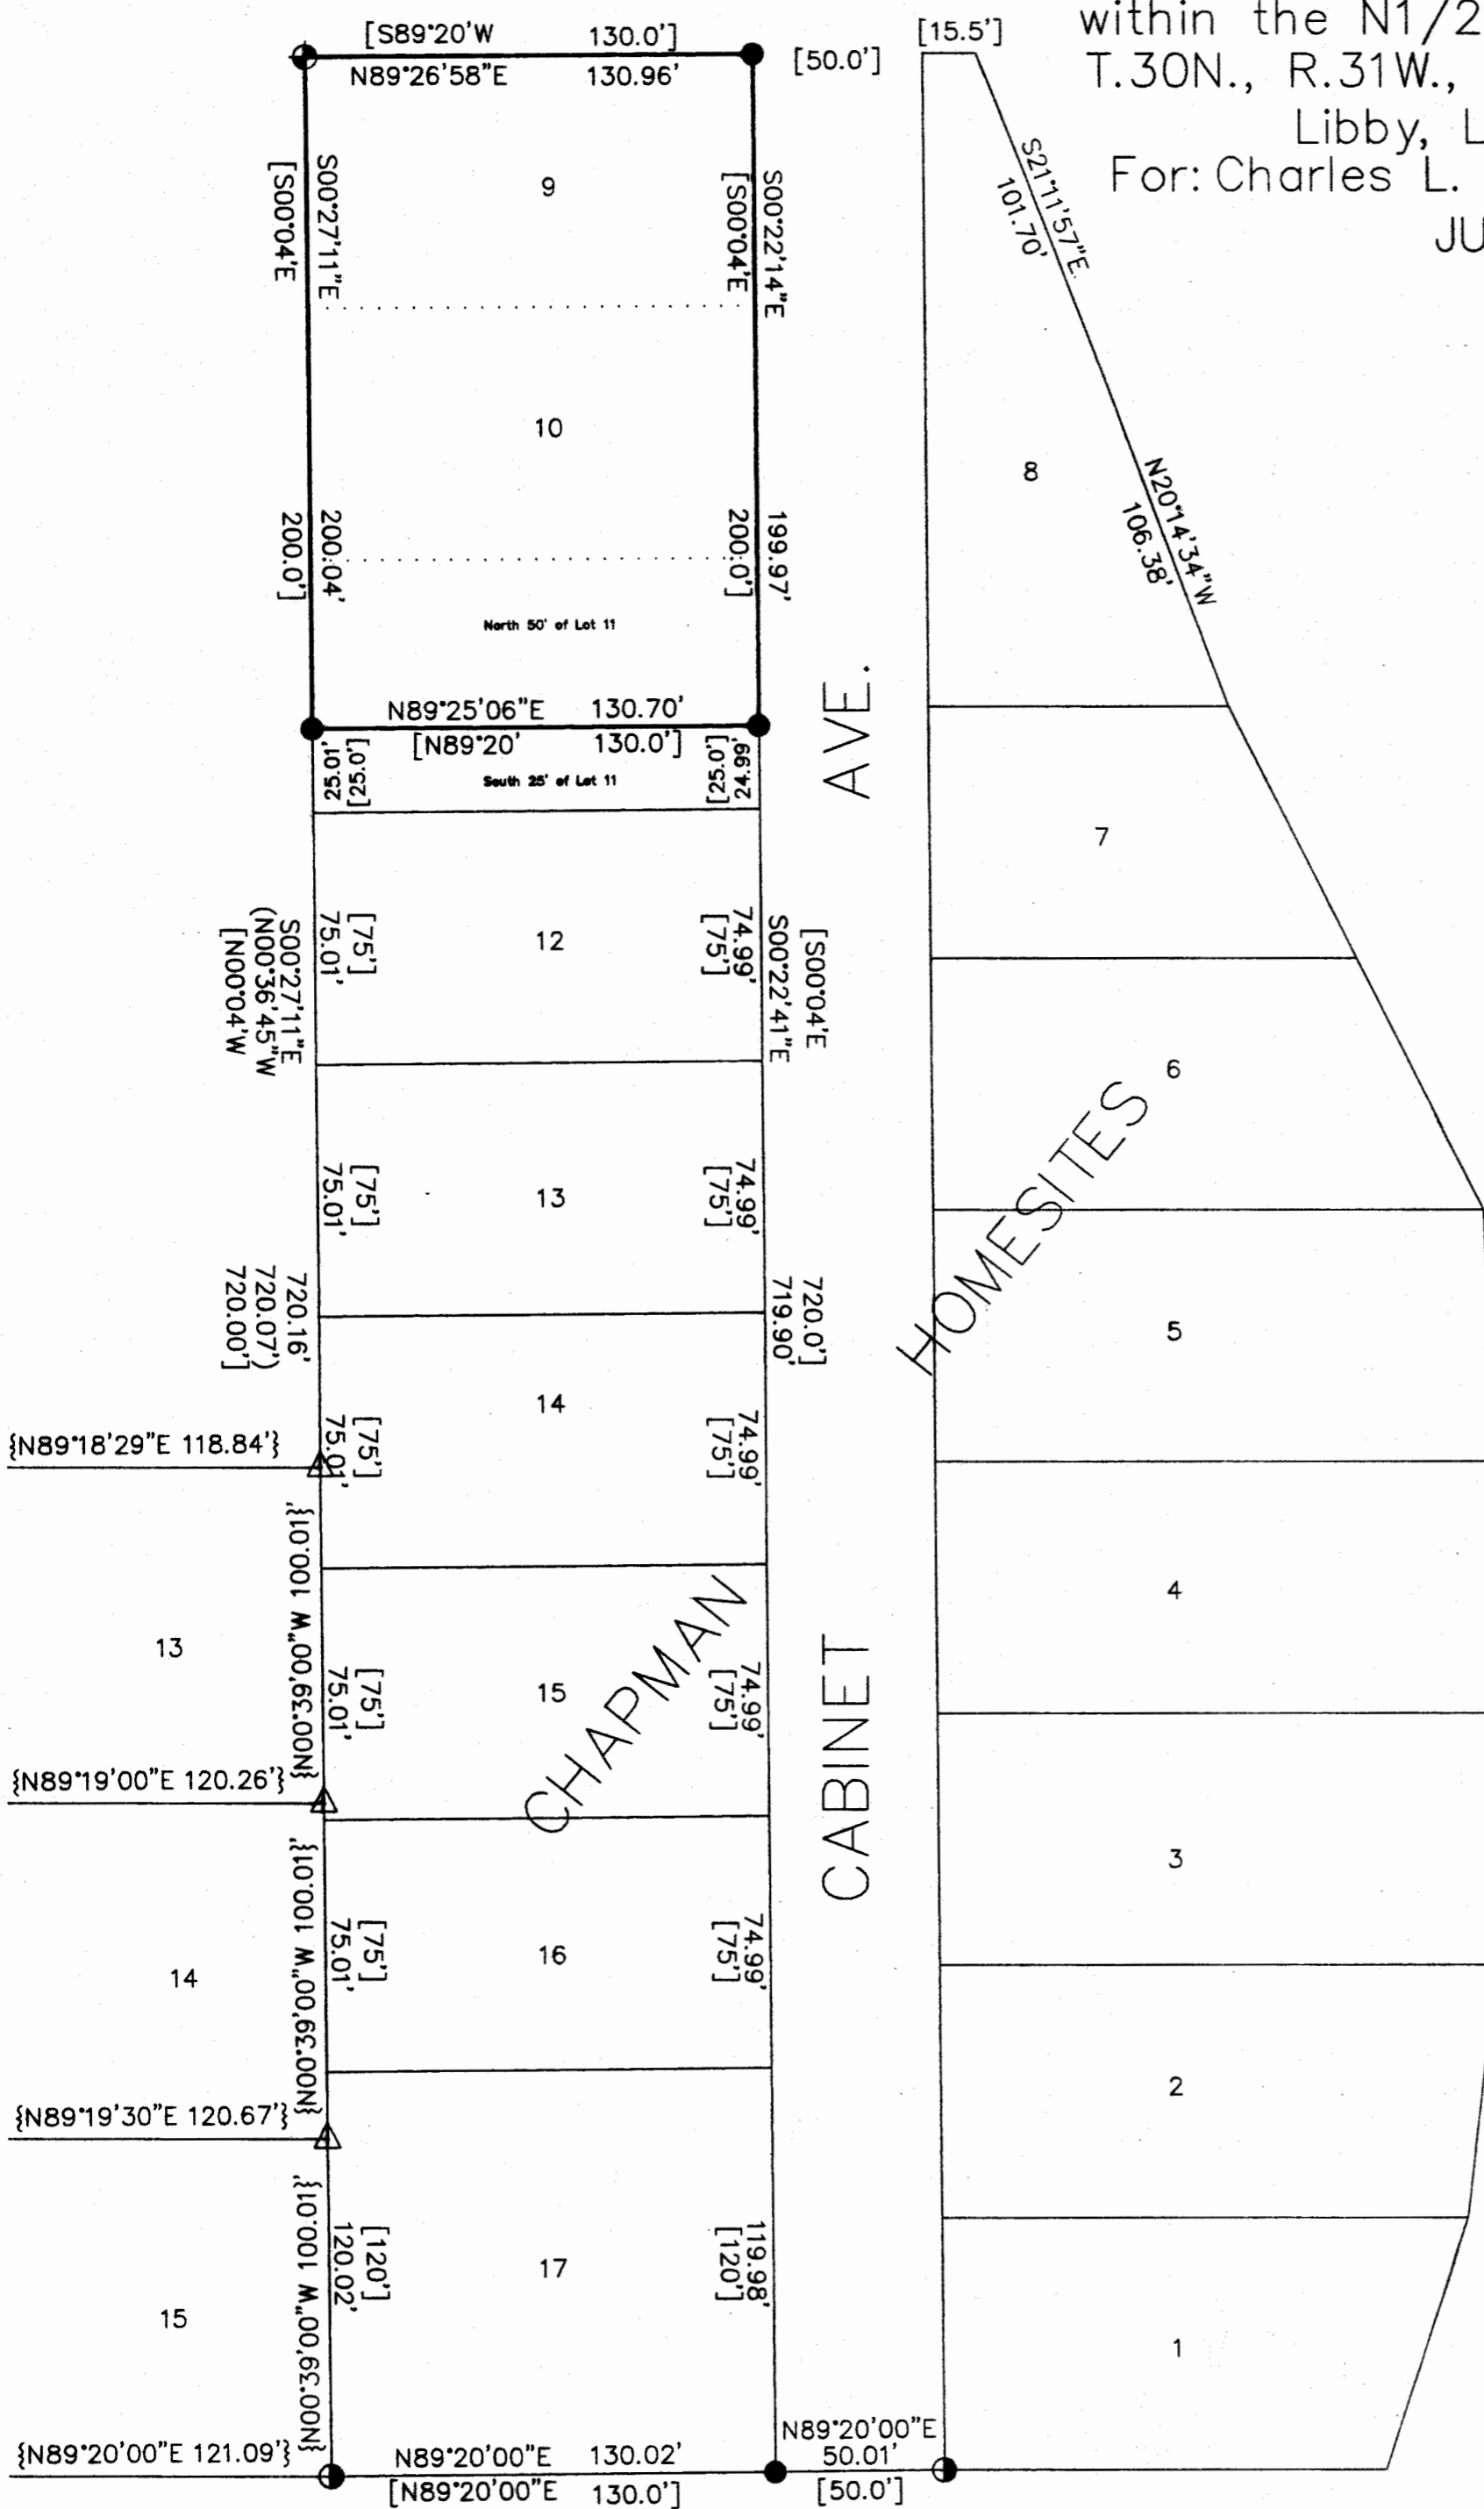 within the N1/2
T.30N., R.31W.,
Libby, L
For: Charles L.
JU
[S89°20'W 130.0']
N89°26'58"E 130.96'
[50.0']
[15.5']
S21°11'57"E
101.70'
S00°27'11"E
[S00°04'E
S00°22'14"E
[S00°04'E
9
10
8
N20°14'34"W
106.38'
200.04'
200.0']
199.97'
200.0']
North 50' of Lot 11
N89°25'06"E 130.70'
[N89°20' 130.0']
25.01'
[25.0']
South 25' of Lot 11
24.99'
[25.0']
AVE.
7
[75']
75.01'
12
74.99'
[75']
S00°27'11"E
(N00°36'45"W
[N00°04'W
[S00°04'E
S00°22'41"E
6
HOMESITES
[75']
75.01'
13
74.99'
[75']
720.16'
720.07')
720.00']
720.0']
719.90'
5
[75']
75.01'
14
74.99'
[75']
{N89°18'29"E 118.84'}
{N00°39'00"W 100.01'}
13
4
[75']
75.01'
15
74.99'
[75']
CHAPMAN
CABINET
{N89°19'00"E 120.26'}
{N00°39'00"W 100.01'}
14
3
[75']
75.01'
16
74.99'
[75']
2
{N89°19'30"E 120.67'}
{N00°39'00"W 100.01'}
15
[120']
120.02'
17
119.98'
[120']
1
{N89°20'00"E 121.09'}
N89°20'00"E 130.02'
[N89°20'00"E 130.0']
N89°20'00"E
50.01'
[50.0']